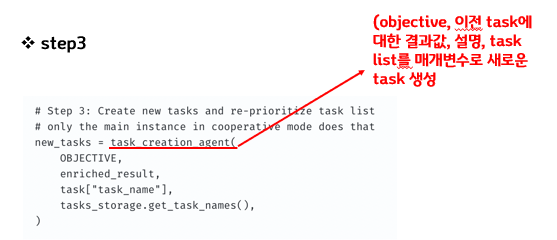 ❖ step3
(objective, 이전 task에
대한 결과값, 설명, task
list를 매개변수로 새로운
task 생성
# Step 3: Create new tasks and re-prioritize task list
# only the main instance in cooperative mode does that
new_tasks = task_creation_agent(
    OBJECTIVE,
    enriched_result,
    task["task_name"],
    tasks_storage.get_task_names(),
)